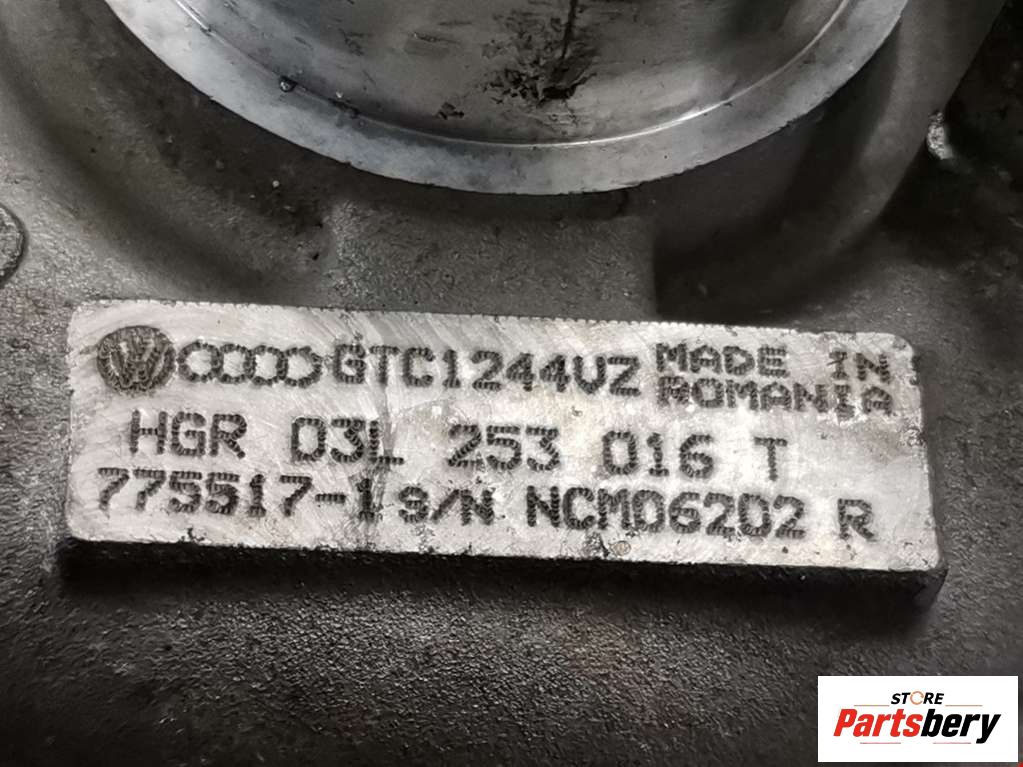 GTC1244VZ MADE IN
ROMANIA
HGR 03L 253 016 T
775517-1 S/N NCM06202 R
STORE
Partsbery